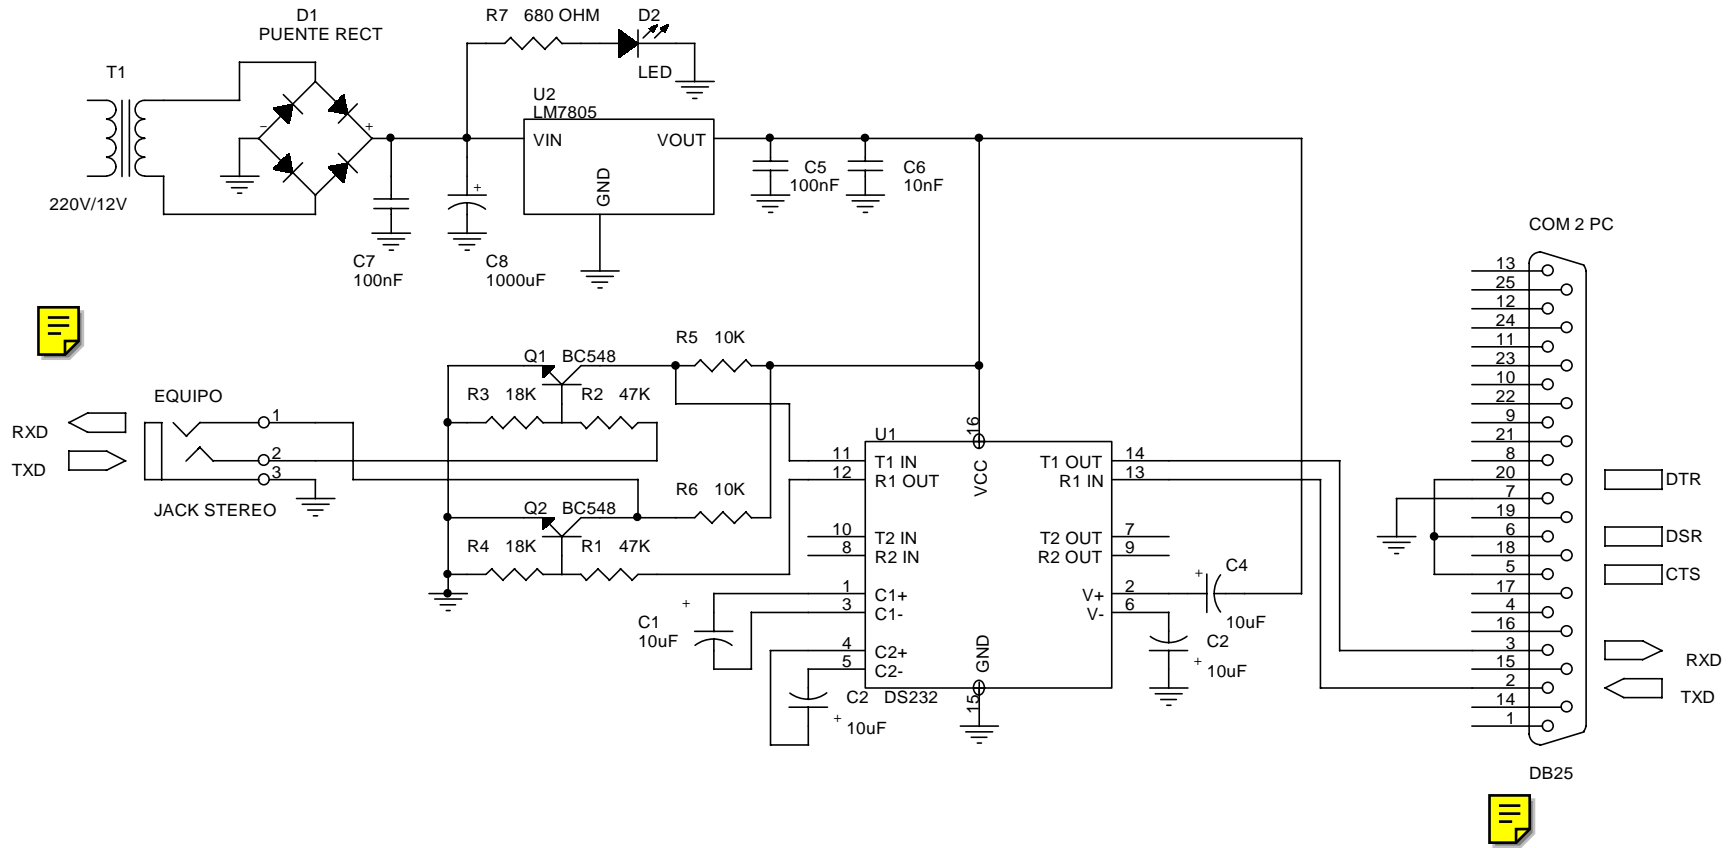 D1
PUENTE RECT
R7 680 OHM
D2
LED
T1
220V/12V
-
+
U2
LM7805
VIN
VOUT
GND
C7
100nF
+
C8
1000uF
C5
100nF
C6
10nF
COM 2 PC
EQUIPO
RXD
TXD
1
2
3
JACK STEREO
Q1 BC548
R3 18K
R2 47K
R5 10K
Q2 BC548
R4 18K
R1 47K
R6 10K
U1
DS232
16
VCC
GND
15
11 T1 IN
12 R1 OUT
10 T2 IN
8 R2 IN
1 C1+
3 C1-
4 C2+
5 C2-
T1 OUT 14
R1 IN 13
T2 OUT 7
R2 OUT 9
V+ 2
V- 6
+
C1
10uF
C2
+ 10uF
+
C4
10uF
C2
+ 10uF
13
25
12
24
11
23
10
22
9
21
8
20
7
19
6
18
5
17
4
16
3
15
2
14
1
DTR
DSR
CTS
RXD
TXD
DB25